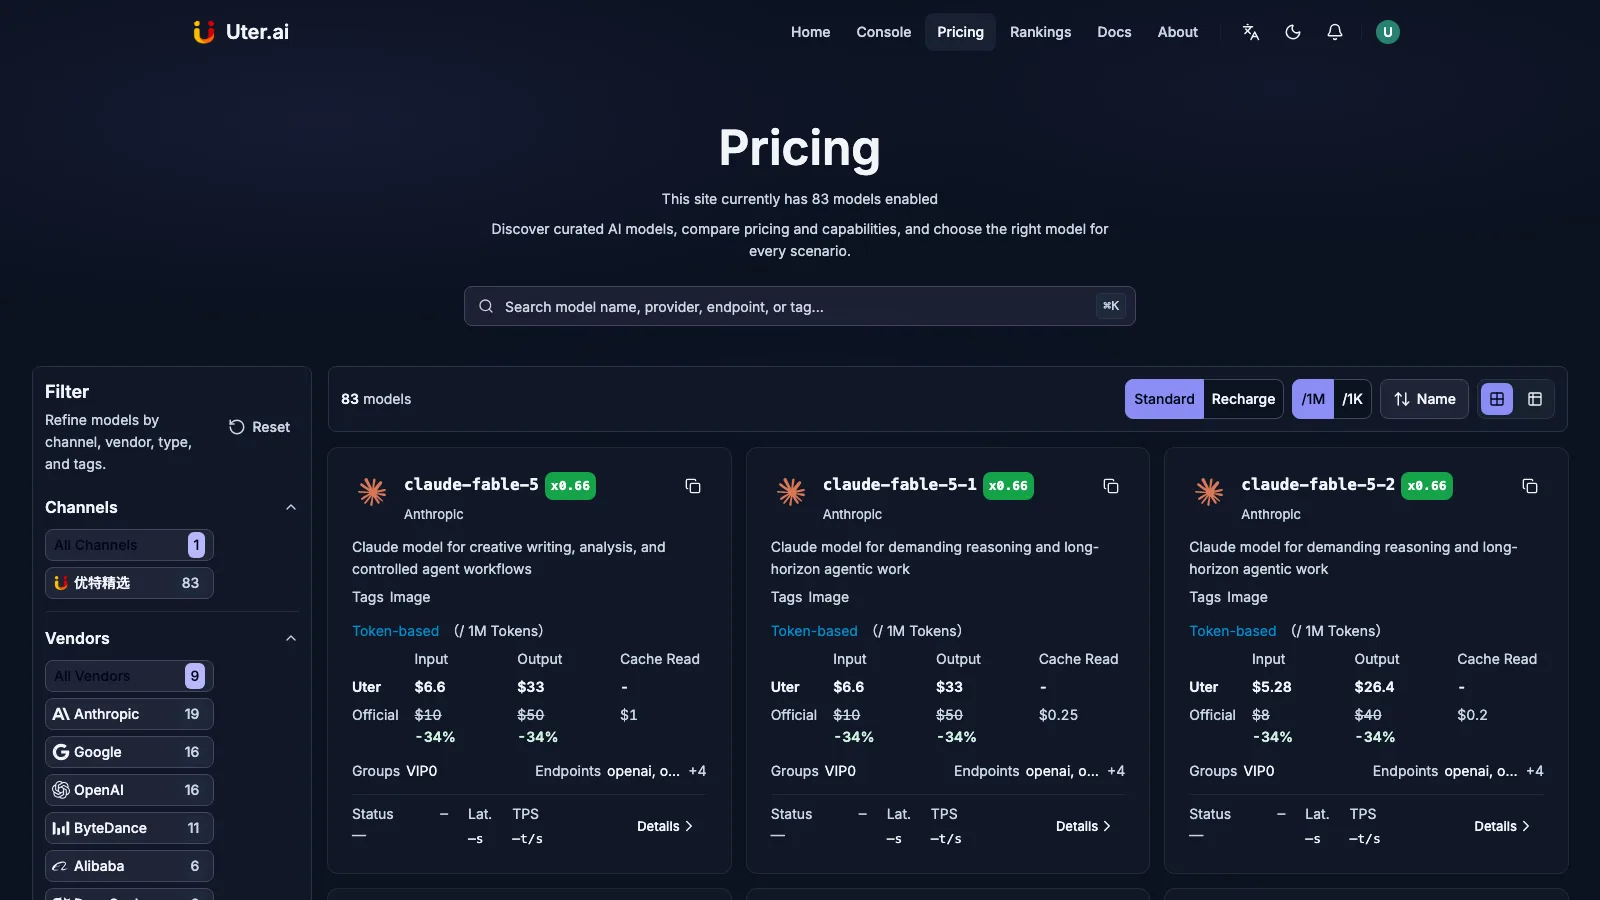 Uter.ai
Home Console Pricing Rankings Docs About U
Pricing
This site currently has 83 models enabled
Discover curated AI models, compare pricing and capabilities, and choose the right model for
every scenario.
Search model name, provider, endpoint, or tag... ⌘K
Filter
Refine models by
channel, vendor, type,
and tags.
Reset
Channels
All Channels 1
优特精选 83
Vendors
All Vendors 9
Anthropic 19
Google 16
OpenAI 16
ByteDance 11
Alibaba 6
83 models
Standard Recharge /1M /1K Name
claude-fable-5 x0.66
Anthropic
Claude model for creative writing, analysis, and
controlled agent workflows
Tags Image
Token-based (/ 1M Tokens)
Input Output Cache Read
Uter $6.6 $33 -
Official $10 $50 $1
-34% -34%
Groups VIP0 Endpoints openai, o... +4
Status – Lat. TPS
— –s –t/s
Details
claude-fable-5-1 x0.66
Anthropic
Claude model for demanding reasoning and long-
horizon agentic work
Tags Image
Token-based (/ 1M Tokens)
Input Output Cache Read
Uter $6.6 $33 -
Official $10 $50 $0.25
-34% -34%
Groups VIP0 Endpoints openai, o... +4
Status – Lat. TPS
— –s –t/s
Details
claude-fable-5-2 x0.66
Anthropic
Claude model for demanding reasoning and long-
horizon agentic work
Tags Image
Token-based (/ 1M Tokens)
Input Output Cache Read
Uter $5.28 $26.4 -
Official $8 $40 $0.2
-34% -34%
Groups VIP0 Endpoints openai, o... +4
Status – Lat. TPS
— –s –t/s
Details